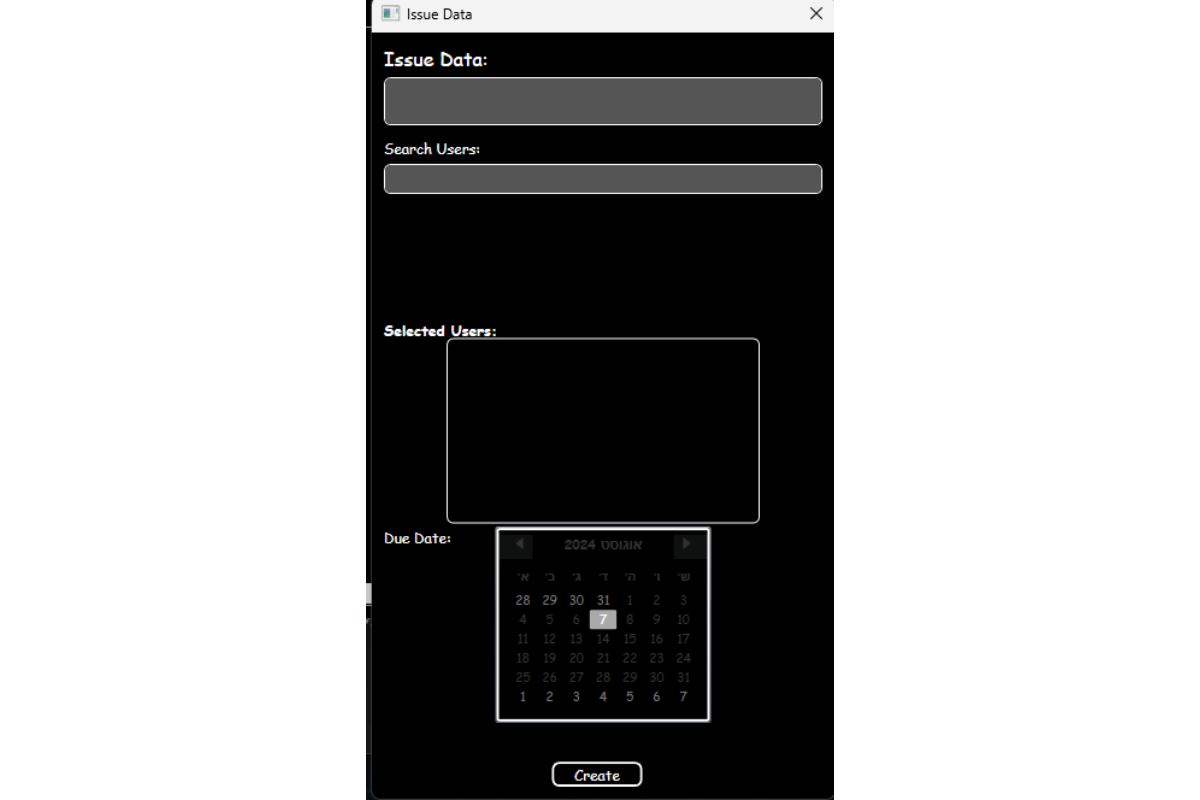 Issue Data
Issue Data:
Search Users:
Selected Users:
Due Date:
אוגוסט 2024
א' ב' ג' ד' ה' ו' ש'
28 29 30 31 1 2 3
4 5 6 7 8 9 10
11 12 13 14 15 16 17
18 19 20 21 22 23 24
25 26 27 28 29 30 31
1 2 3 4 5 6 7
Create